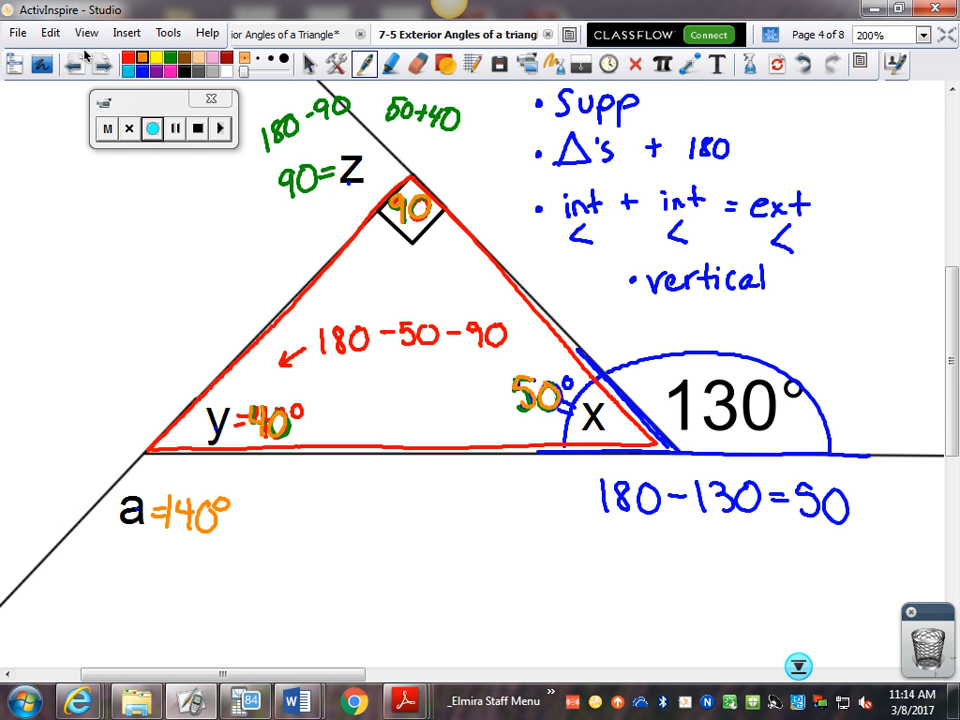 ActivInspire - Studio
File Edit View Insert Tools Help
ior Angles of a Triangle*
7-5 Exterior Angles of a triangl
CLASSFLOW Connect
Page 4 of 8
200%
M
180-90
50+40
90=z
90
180-50-90
y=40°
50°=
x
130°
a=140°
180-130=50
• Supp
• Δ's + 180
• int + int = ext
< < <
• vertical
84
W
_Elmira Staff Menu
»
11:14 AM
3/8/2017